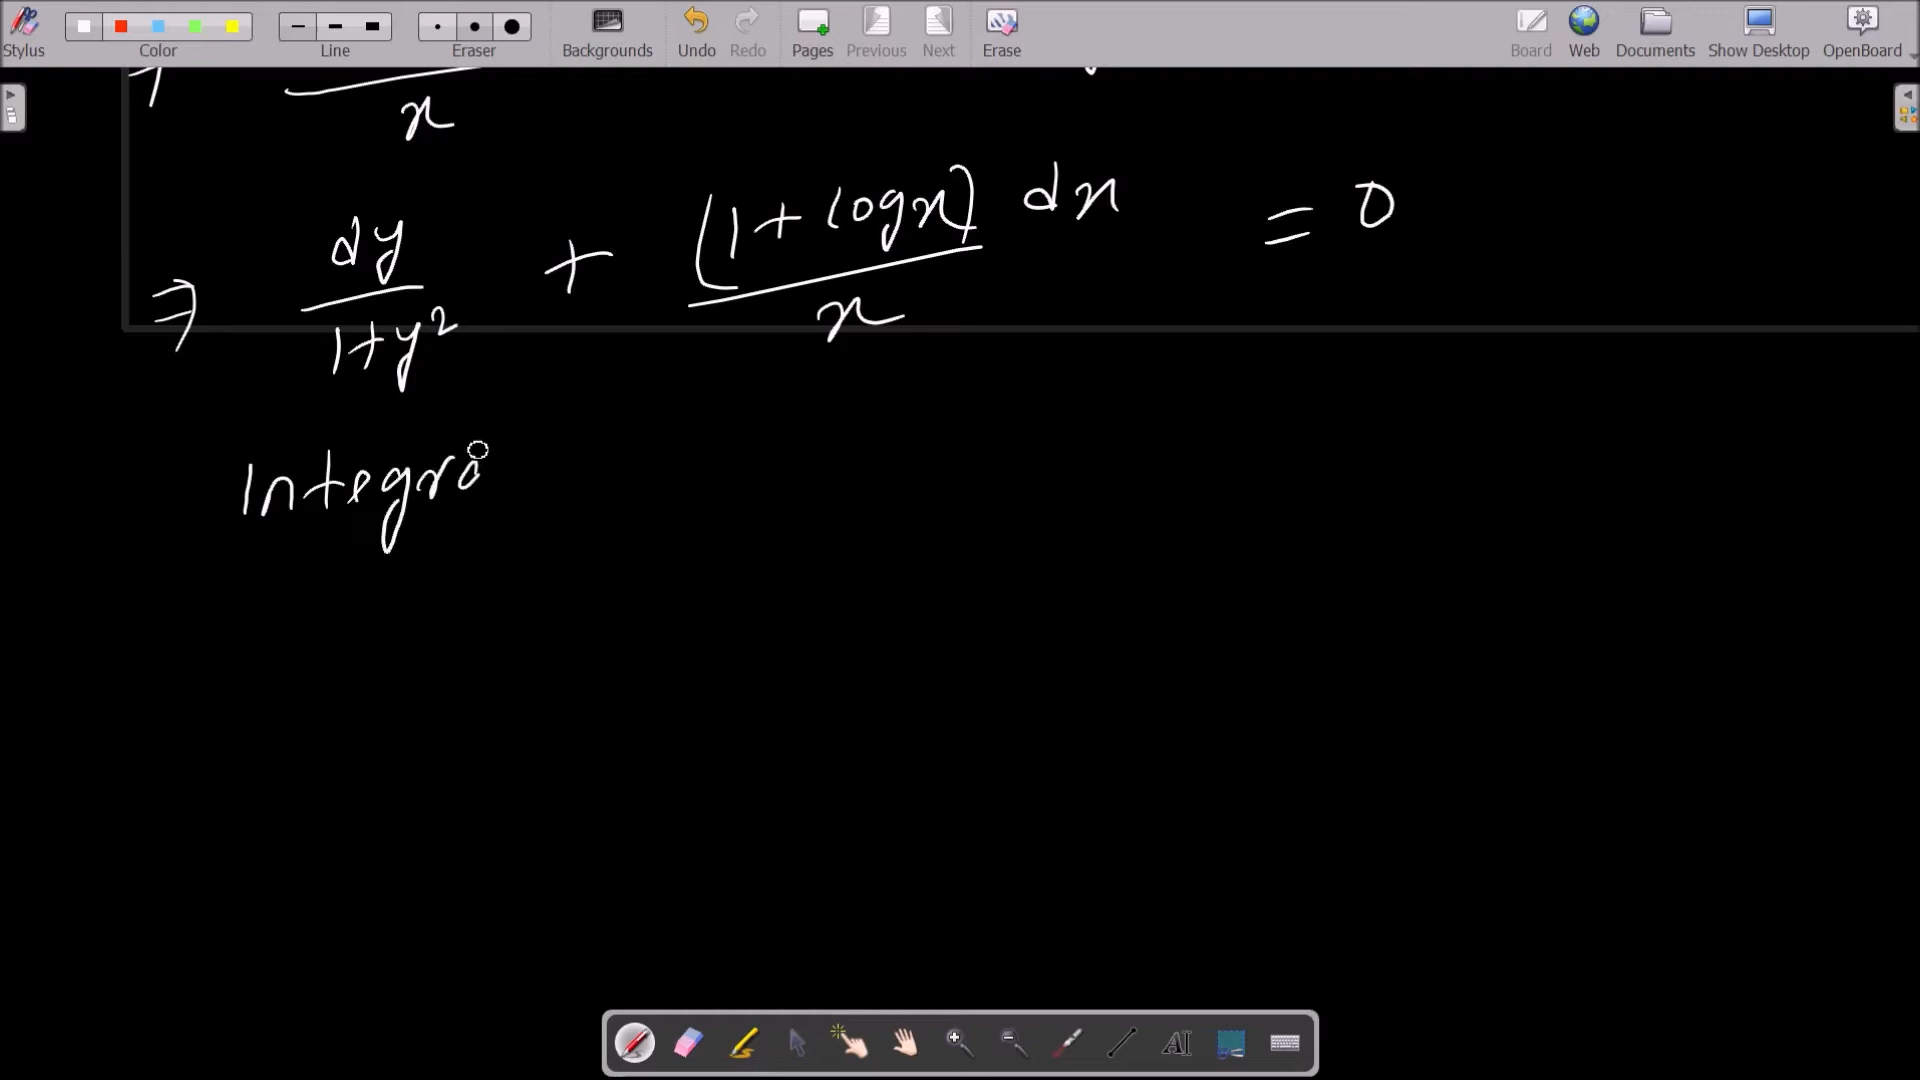 Stylus Color Line Eraser Backgrounds Undo Redo Pages Previous Next Erase Board Web Documents Show Desktop OpenBoard
x
⇒ dy/(1+y²) + (1+logx)/x dx = 0
Integra